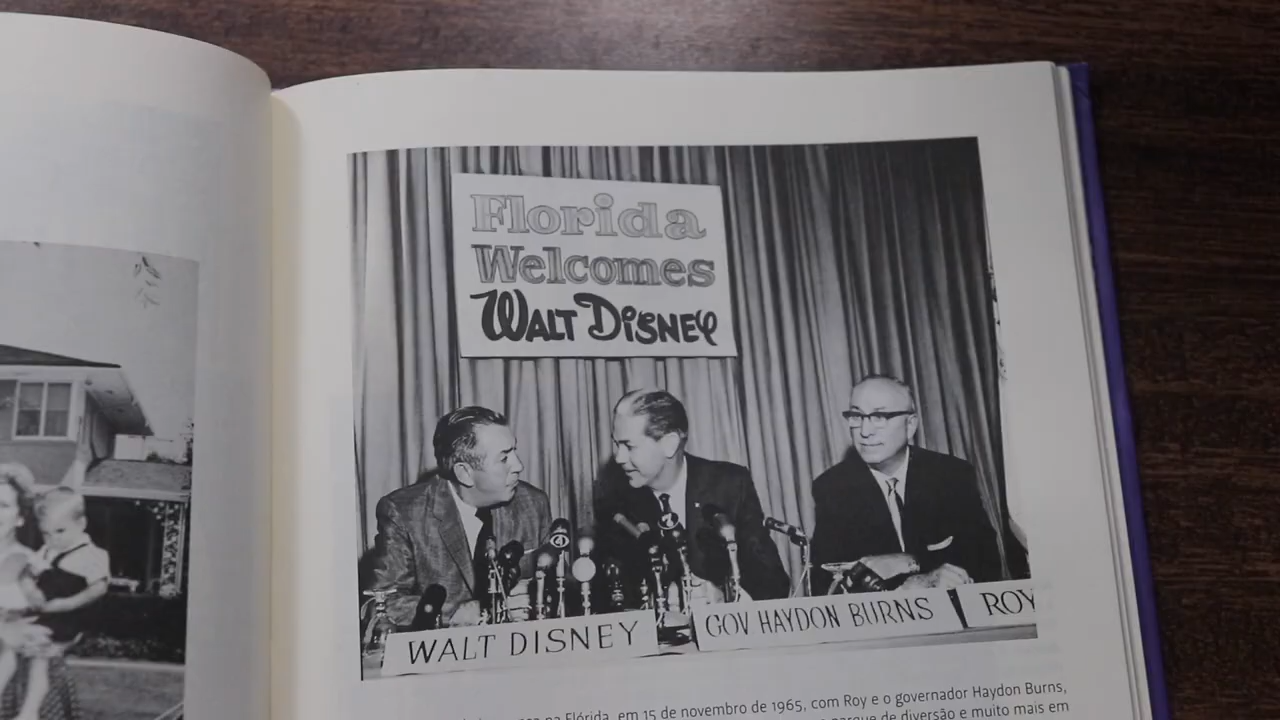 Florida
Welcomes
WALT DISNEY
WALT DISNEY
GOV HAYDON BURNS
ROY
na Flórida, em 15 de novembro de 1965, com Roy e o governador Haydon Burns,
parque de diversão e muito mais em